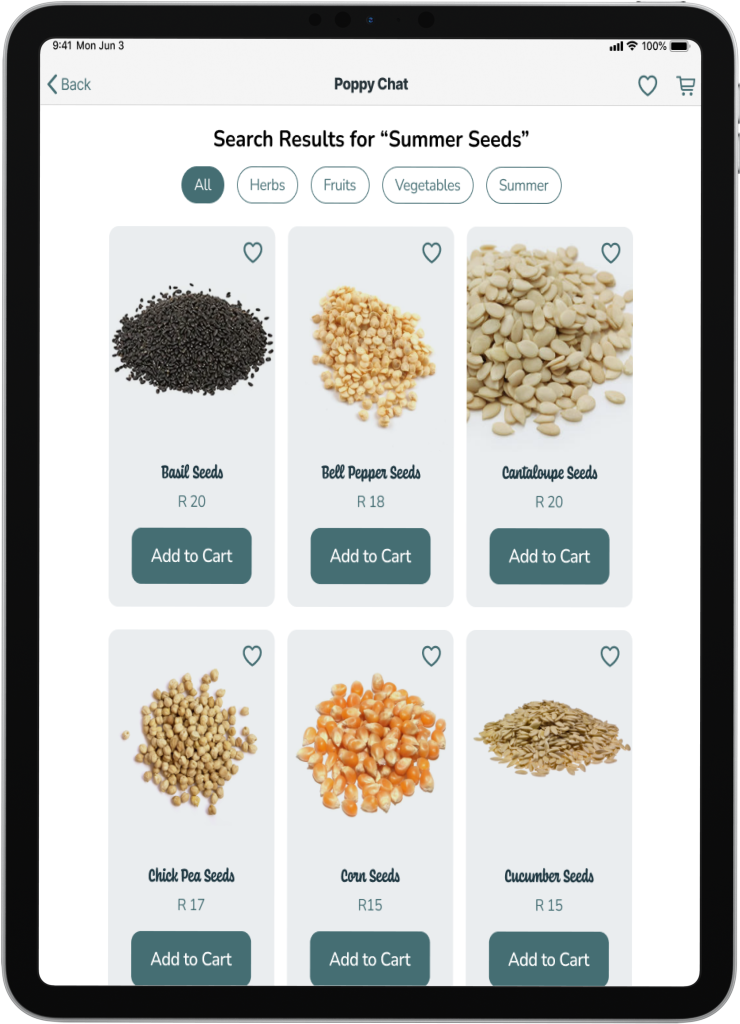 9:41 Mon Jun 3
100%
Back
Poppy Chat
Search Results for “Summer Seeds”
All
Herbs
Fruits
Vegetables
Summer
Basil Seeds
Bell Pepper Seeds
Cantaloupe Seeds
R 20
R 18
R 20
Add to Cart
Add to Cart
Add to Cart
Chick Pea Seeds
Corn Seeds
Cucumber Seeds
R 17
R15
R 15
Add to Cart
Add to Cart
Add to Cart